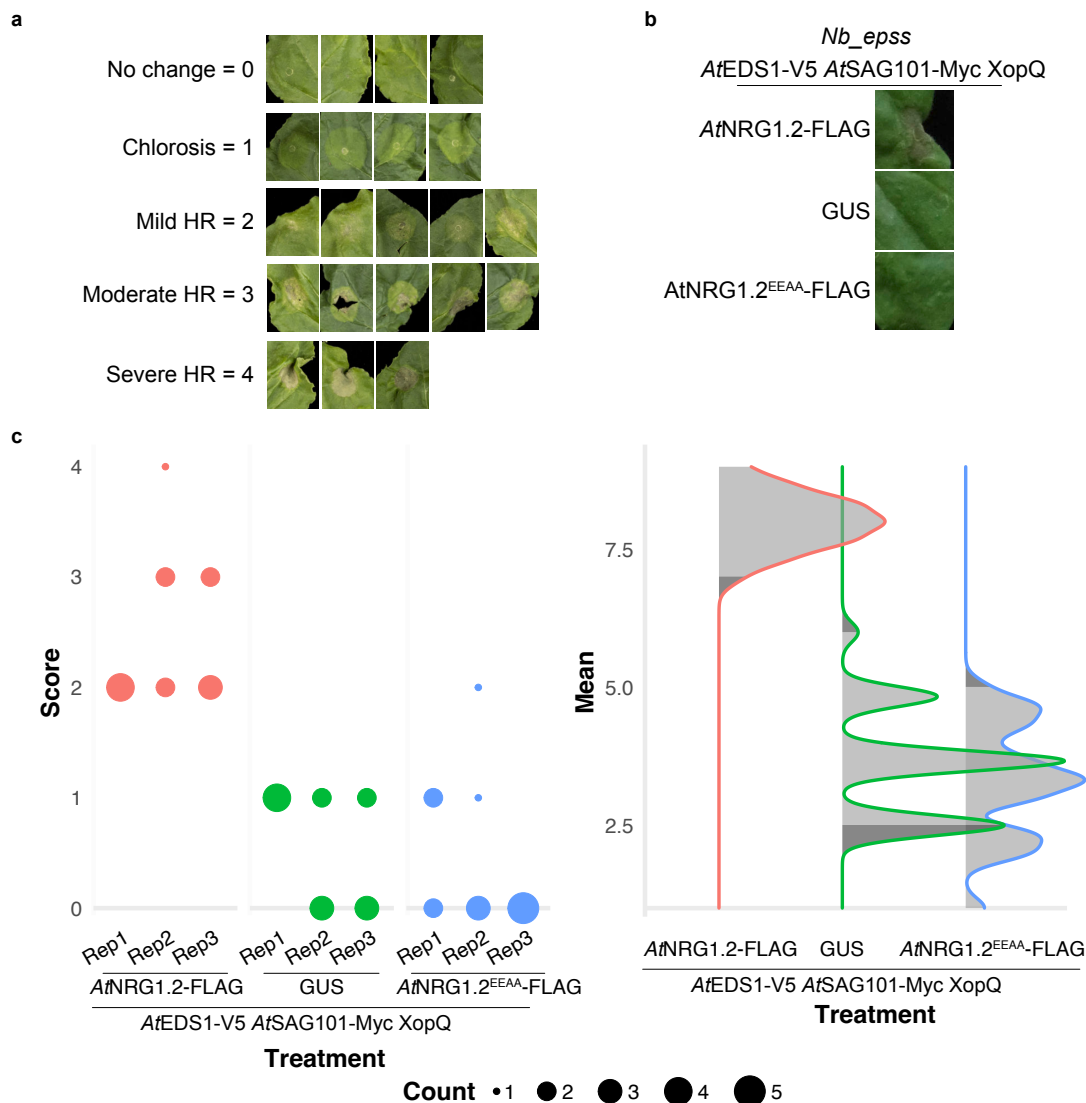 a
No change = 0
Chlorosis = 1
Mild HR = 2
Moderate HR = 3
Severe HR = 4
b
Nb_epss
AtEDS1-V5 AtSAG101-Myc XopQ
AtNRG1.2-FLAG
GUS
AtNRG1.2EEAA-FLAG
c
Score
4
3
2
1
0
Rep1 Rep2 Rep3 Rep1 Rep2 Rep3 Rep1 Rep2 Rep3
AtNRG1.2-FLAG GUS AtNRG1.2EEAA-FLAG
AtEDS1-V5 AtSAG101-Myc XopQ
Treatment
Mean
7.5
5.0
2.5
AtNRG1.2-FLAG GUS AtNRG1.2EEAA-FLAG
AtEDS1-V5 AtSAG101-Myc XopQ
Treatment
Count 1 2 3 4 5